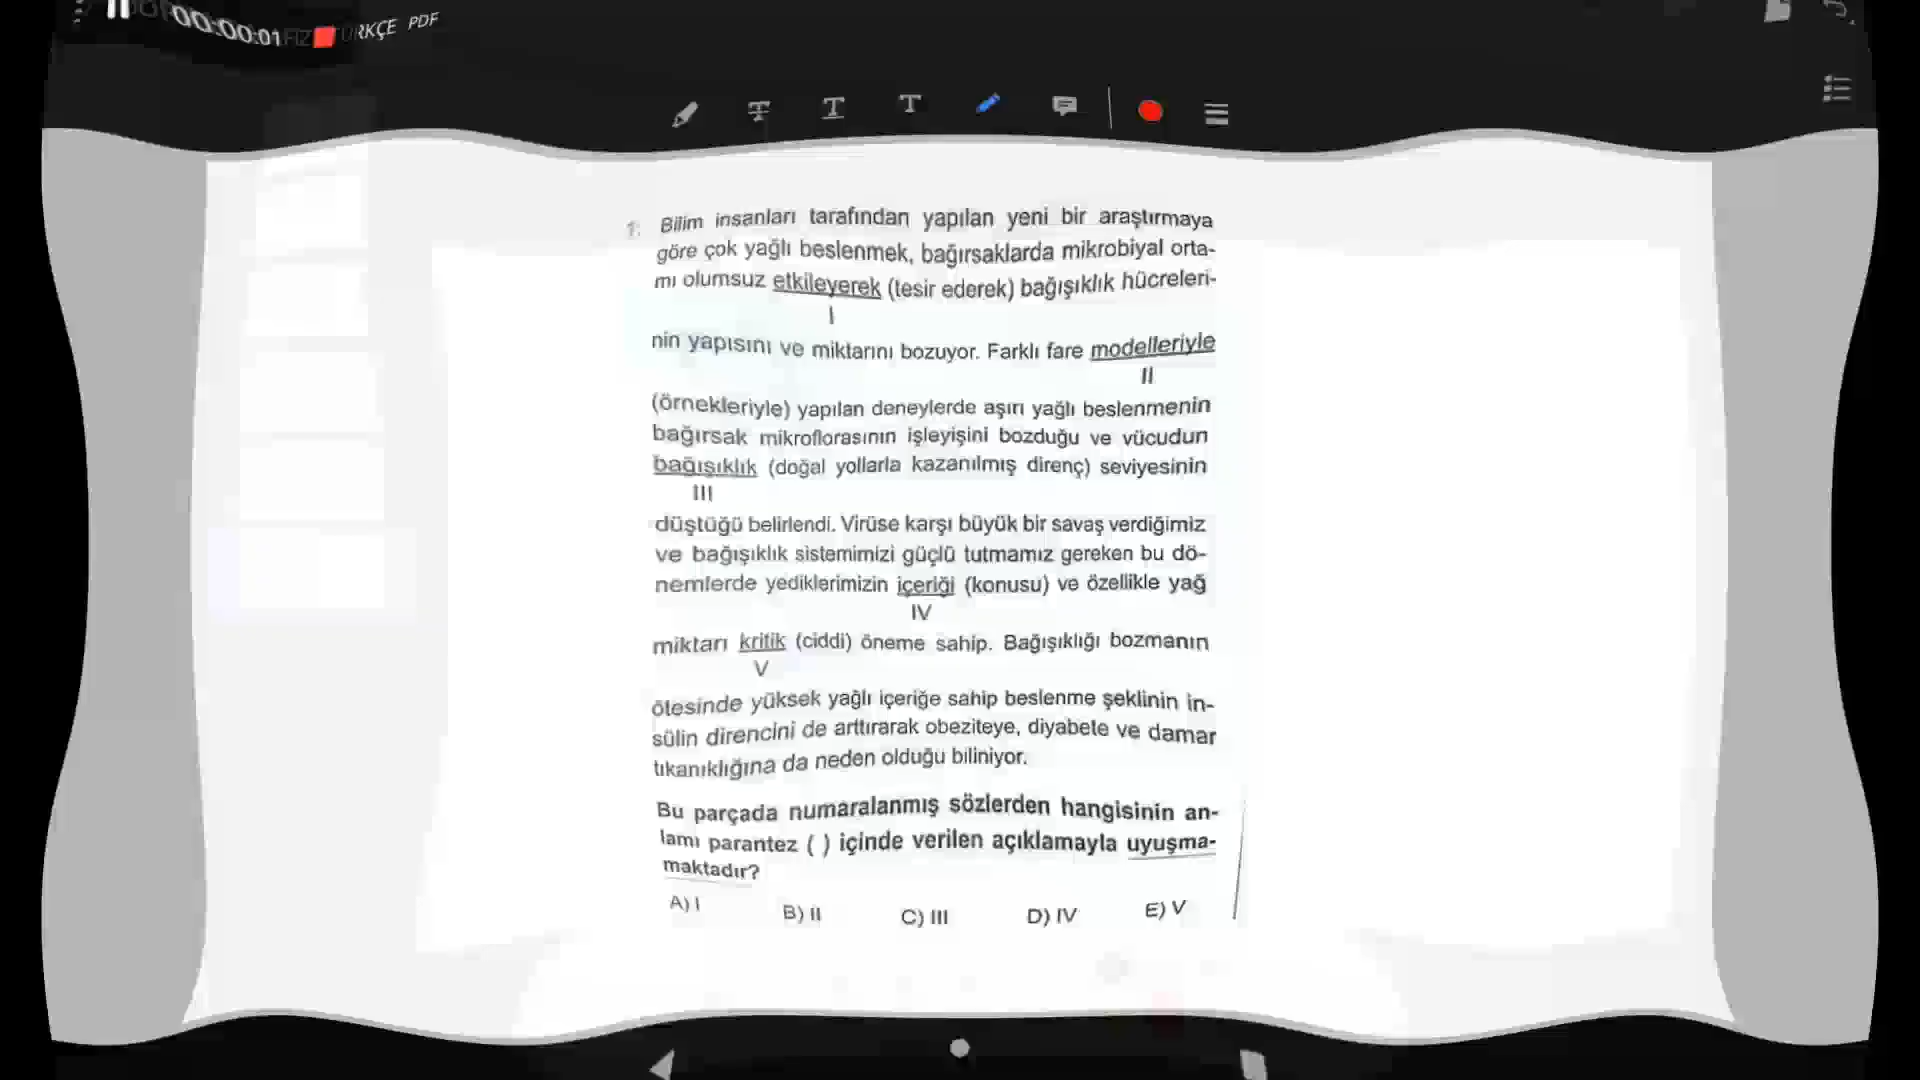 00:00:01 TÜRKÇE PDF
1. Bilim insanları tarafından yapılan yeni bir araştırmaya
göre çok yağlı beslenmek, bağırsaklarda mikrobiyal orta-
mı olumsuz etkileyerek (tesir ederek) bağışıklık hücreleri-
I
nin yapısını ve miktarını bozuyor. Farklı fare modelleriyle
II
(örnekleriyle) yapılan deneylerde aşırı yağlı beslenmenin
bağırsak mikroflorasının işleyişini bozduğu ve vücudun
bağışıklık (doğal yollarla kazanılmış direnç) seviyesinin
III
düştüğü belirlendi. Virüse karşı büyük bir savaş verdiğimiz
ve bağışıklık sistemimizi güçlü tutmamız gereken bu dö-
nemlerde yediklerimizin içeriği (konusu) ve özellikle yağ
IV
miktarı kritik (ciddi) öneme sahip. Bağışıklığı bozmanın
V
ötesinde yüksek yağlı içeriğe sahip beslenme şeklinin in-
sülin direncini de arttırarak obeziteye, diyabete ve damar
tıkanıklığına da neden olduğu biliniyor.
Bu parçada numaralanmış sözlerden hangisinin an-
lamı parantez ( ) içinde verilen açıklamayla uyuşma-
maktadır?
A) I B) II C) III D) IV E) V